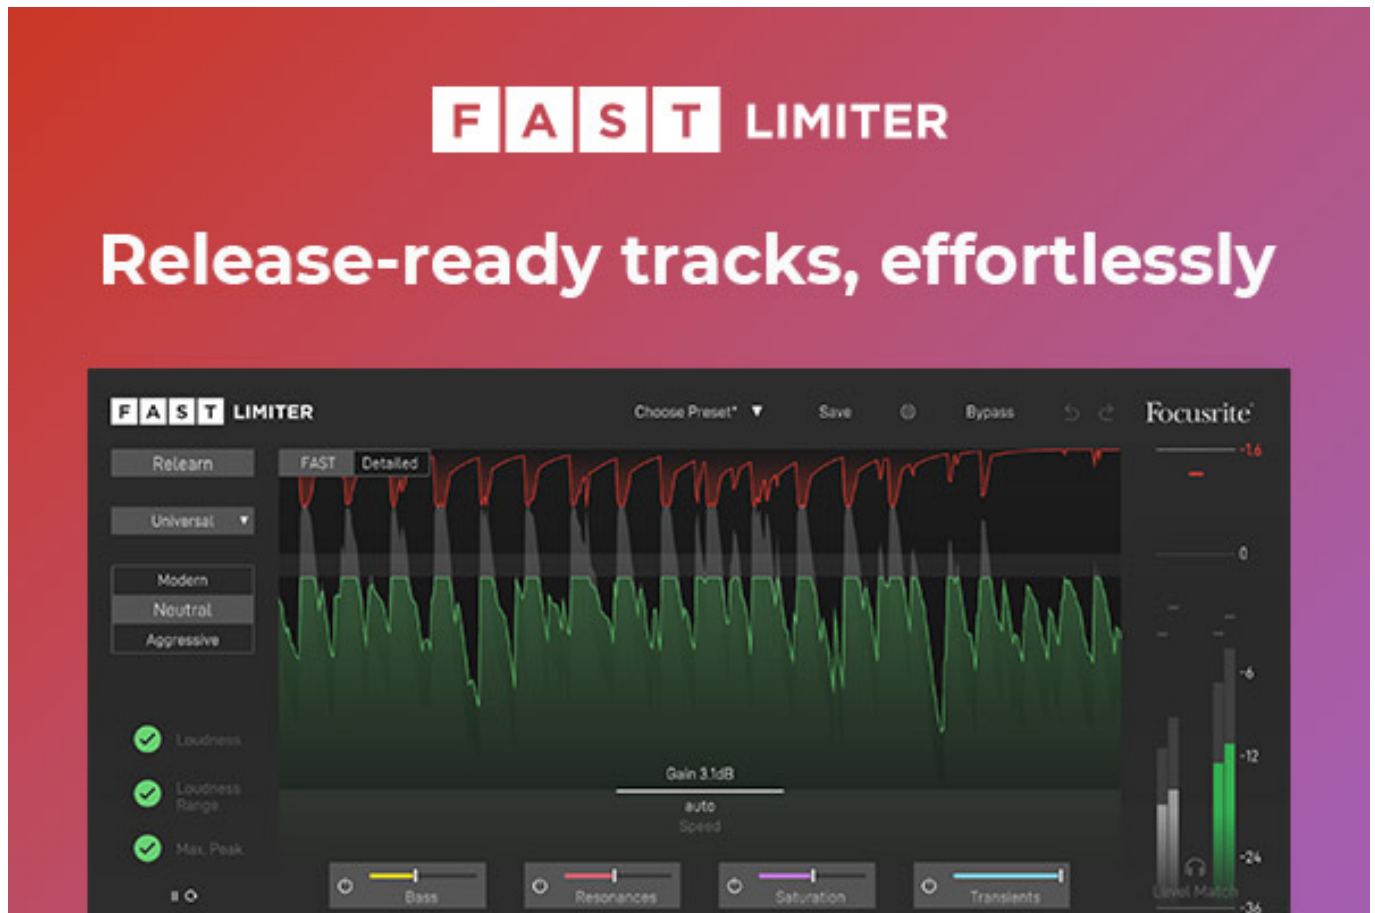 FAST LIMITER
Release-ready tracks, effortlessly
FAST LIMITER
Choose Preset* ▼
Save
Bypass
Focusrite
Relearn
FAST
Detailed
-1.6
Universal ▼
0
Modern
Neutral
Aggressive
-6
Loudness
-12
Gain 3.1dB
Loudness
Range
auto
Speed
Max. Peak
-24
Bass
Resonances
Saturation
Transients
Level Match
-36